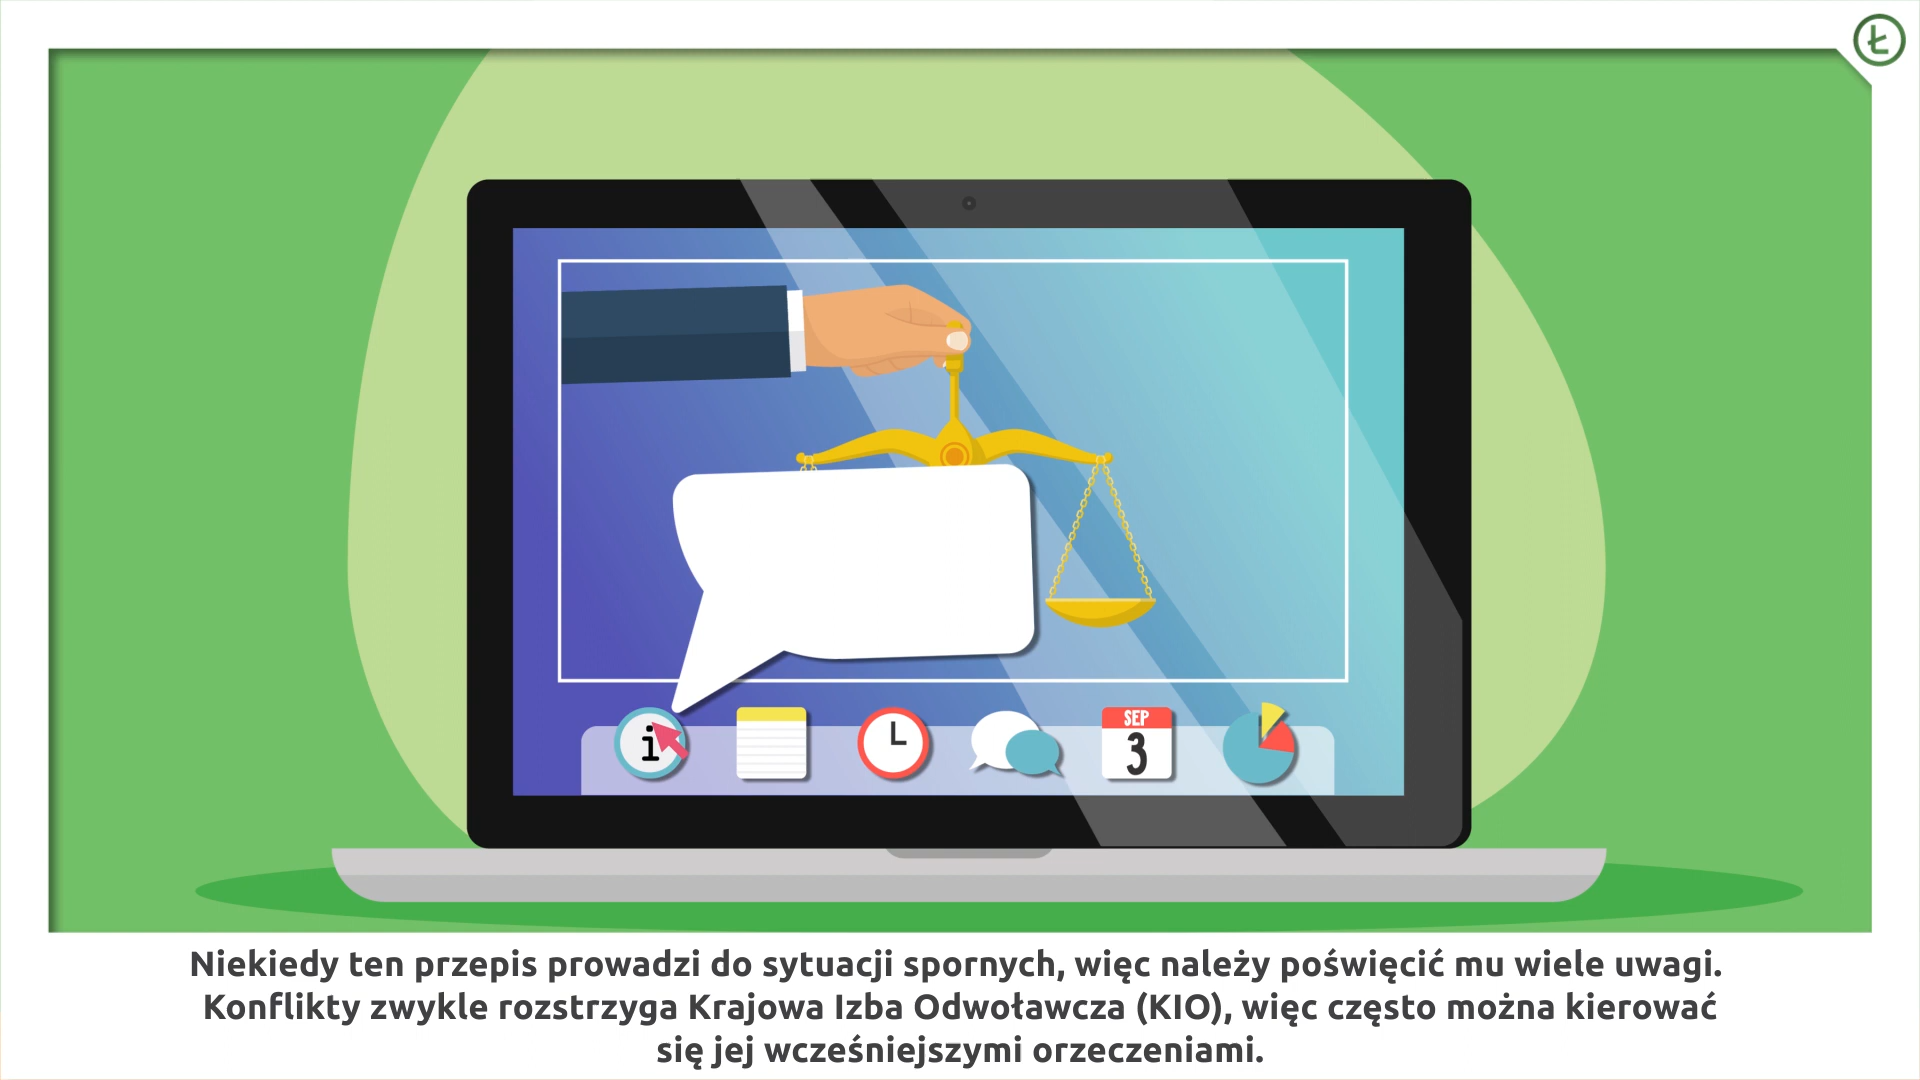 Ł
i
SEP
3
Niekiedy ten przepis prowadzi do sytuacji spornych, więc należy poświęcić mu wiele uwagi.
Konflikty zwykle rozstrzyga Krajowa Izba Odwoławcza (KIO), więc często można kierować
się jej wcześniejszymi orzeczeniami.